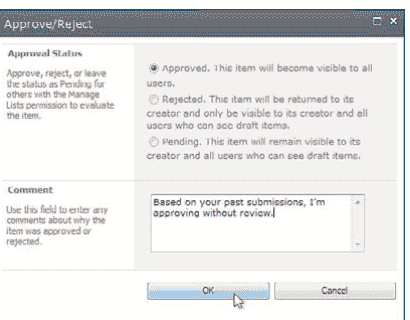 Approve/Reject
Approval Status
Approve, reject, or leave
the status as Pending for
others with the Manage
Lists permission to evaluate
the item.
Approved. This item will become visible to all
users.
Rejected. This item will be returned to its
creator and only be visible to its creator and all
users who can see draft items.
Pending. This item will remain visible to its
creator and all users who can see draft items.
Comment
Use this field to enter any
comments about why the
item was approved or
rejected.
Based on your past submissions, I'm
approving without review.
OK
Cancel